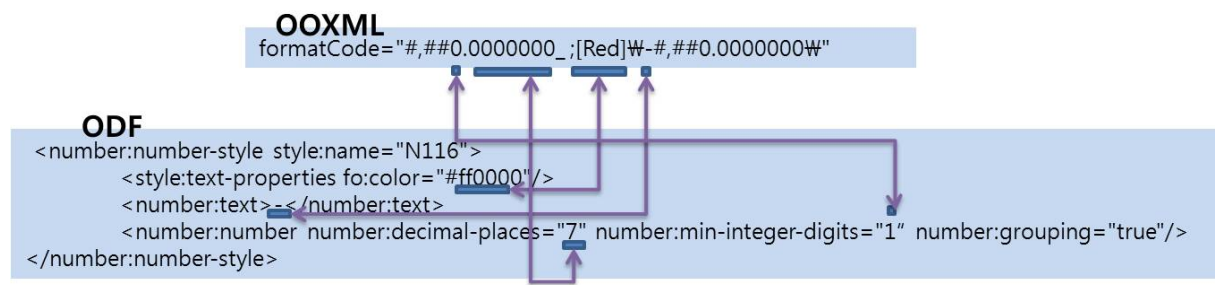 OOXML
formatCode="#,##0.0000000_ ;[Red]₩-#,##0.0000000₩"
ODF
<number:number-style style:name="N116">
<style:text-properties fo:color="#ff0000"/>
<number:text>-</number:text>
<number:number number:decimal-places="7" number:min-integer-digits="1" number:grouping="true"/>
</number:number-style>